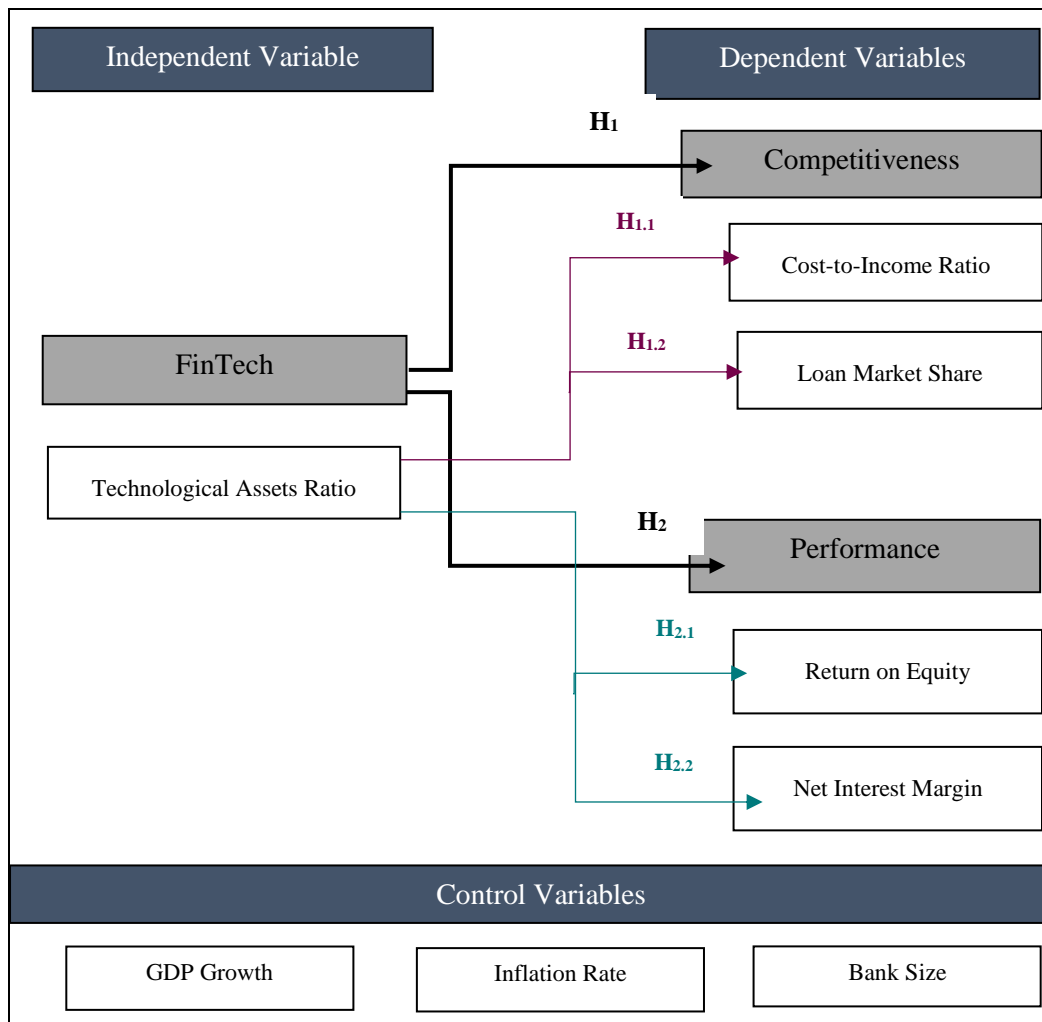 Independent Variable
Dependent Variables
H₁
Competitiveness
H₁.₁
Cost-to-Income Ratio
H₁.₂
FinTech
Loan Market Share
Technological Assets Ratio
H₂
Performance
H₂.₁
Return on Equity
H₂.₂
Net Interest Margin
Control Variables
GDP Growth
Inflation Rate
Bank Size